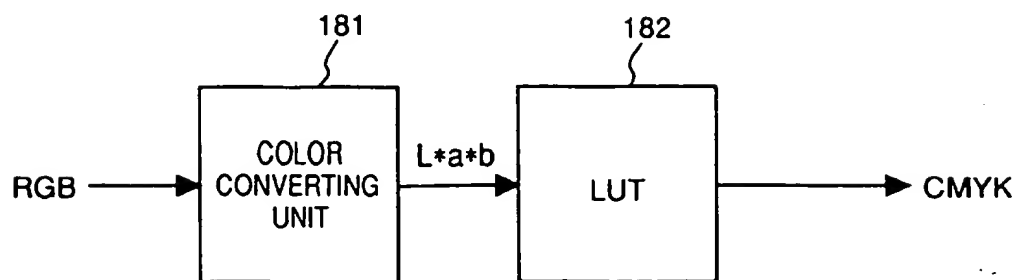 181
182
RGB
COLOR
CONVERTING
UNIT
L*a*b
LUT
CMYK